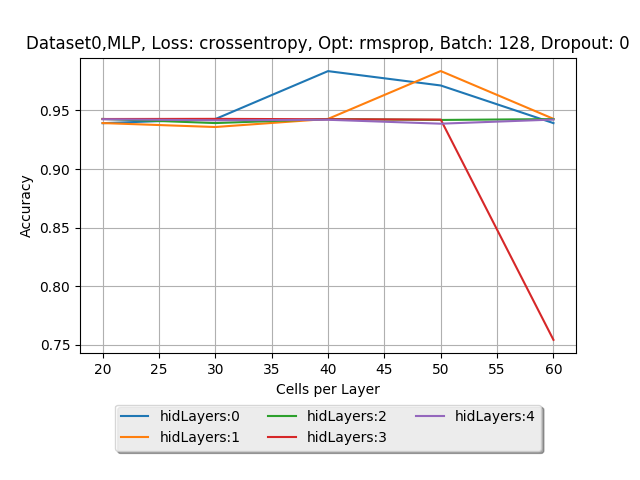 Dataset0,MLP, Loss: crossentropy, Opt: rmsprop, Batch: 128, Dropout: 0
0.95
0.90
0.85
0.80
0.75
Accuracy
20 25 30 35 40 45 50 55 60
Cells per Layer
hidLayers:0 hidLayers:2 hidLayers:4
hidLayers:1 hidLayers:3